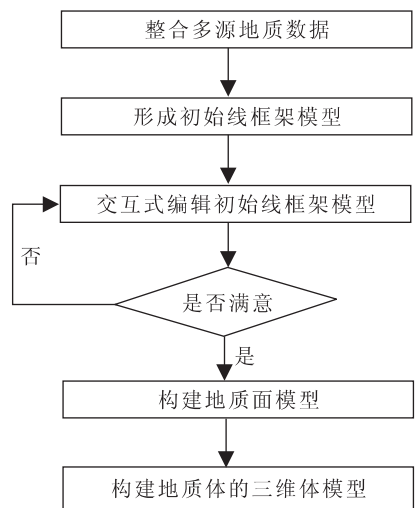 整合多源地质数据
形成初始线框架模型
交互式编辑初始线框架模型
否
是否满意
是
构建地质面模型
构建地质体的三维体模型